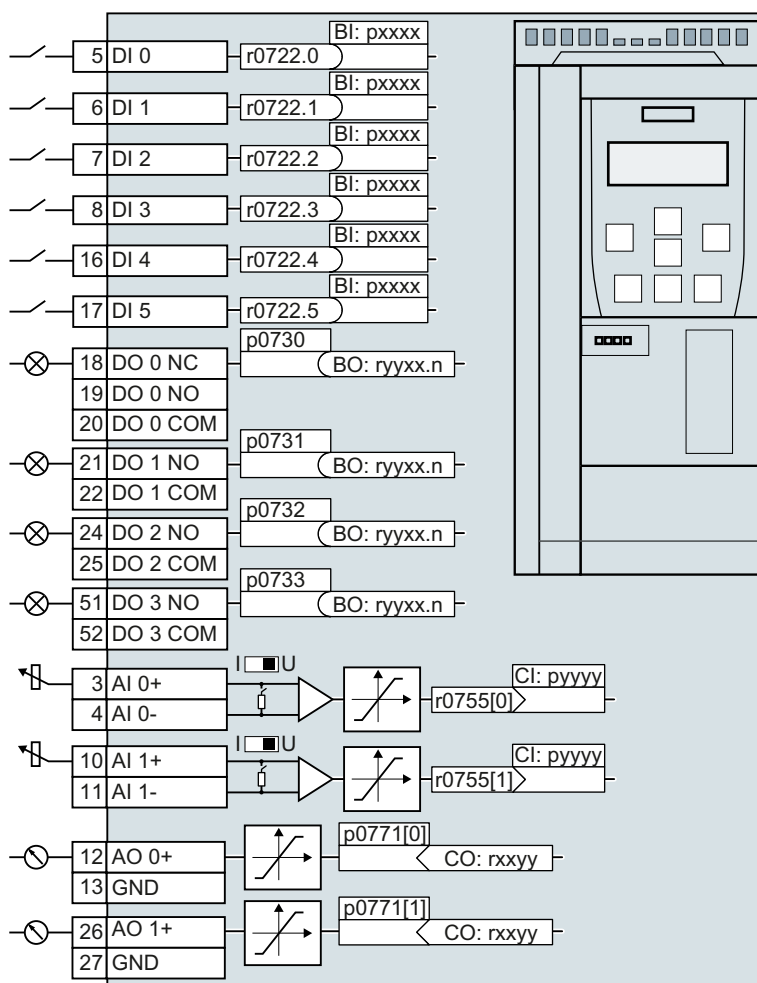 BI: pxxxx
5 DI 0 r0722.0
BI: pxxxx
6 DI 1 r0722.1
BI: pxxxx
7 DI 2 r0722.2
BI: pxxxx
8 DI 3 r0722.3
BI: pxxxx
16 DI 4 r0722.4
BI: pxxxx
17 DI 5 r0722.5
p0730
18 DO 0 NC BO: ryyxx.n
19 DO 0 NO
20 DO 0 COM
p0731
21 DO 1 NO BO: ryyxx.n
22 DO 1 COM
p0732
24 DO 2 NO BO: ryyxx.n
25 DO 2 COM
p0733
51 DO 3 NO BO: ryyxx.n
52 DO 3 COM
I U
CI: pyyyy
3 AI 0+
r0755[0]
4 AI 0-
I U
CI: pyyyy
10 AI 1+
r0755[1]
11 AI 1-
p0771[0]
12 AO 0+ CO: rxxyy
13 GND
p0771[1]
26 AO 1+ CO: rxxyy
27 GND